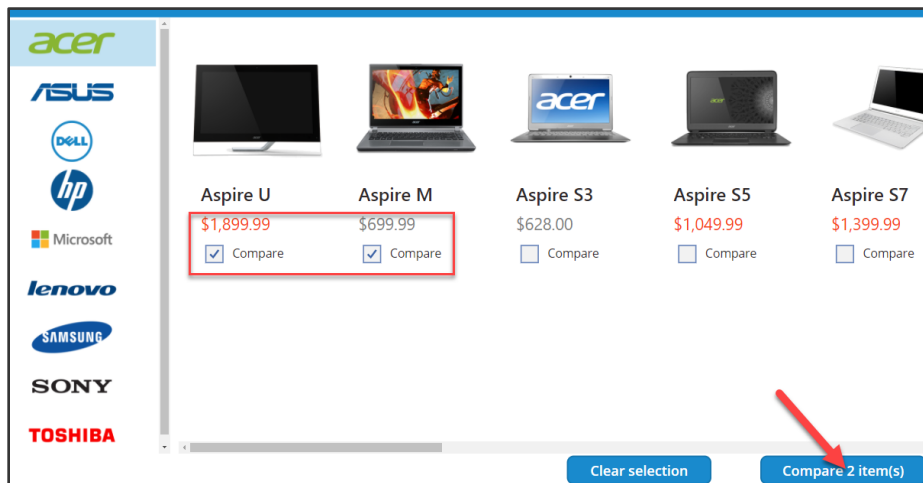 acer
ASUS
DELL
hp
Microsoft
lenovo
SAMSUNG
SONY
TOSHIBA
acer
acer
Aspire U
Aspire M
Aspire S3
Aspire S5
Aspire S7
$1,899.99
$699.99
$628.00
$1,049.99
$1,399.99
Compare
Compare
Compare
Compare
Compare
Clear selection
Compare 2 item(s)